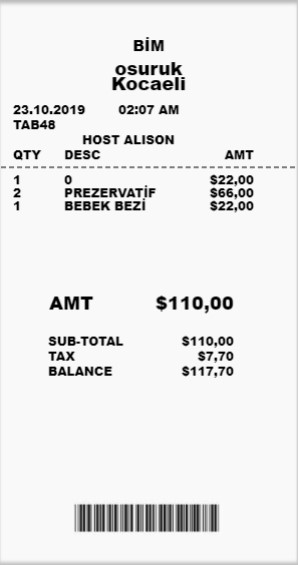 BİM
osuruk
Kocaeli
23.10.2019 02:07 AM
TAB48
HOST ALISON
QTY DESC AMT
1 0 $22,00
2 PREZERVATİF $66,00
1 BEBEK BEZİ $22,00
AMT $110,00
SUB-TOTAL $110,00
TAX $7,70
BALANCE $117,70